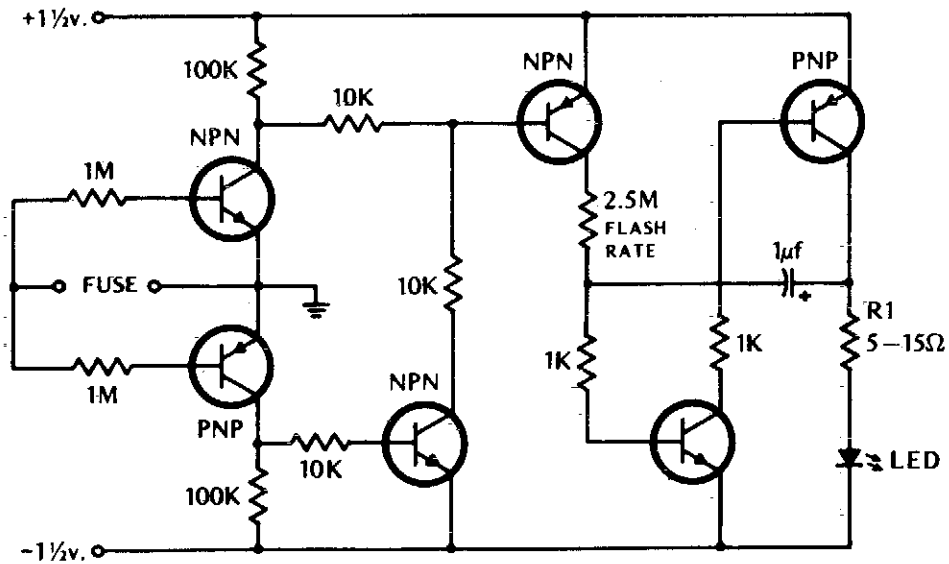 +1½v.
100K
NPN
PNP
10K
NPN
1M
2.5M
FLASH
RATE
1µf
+
FUSE
10K
R1
5–15Ω
1K
1K
1M
NPN
PNP
10K
LED
100K
–1½v.